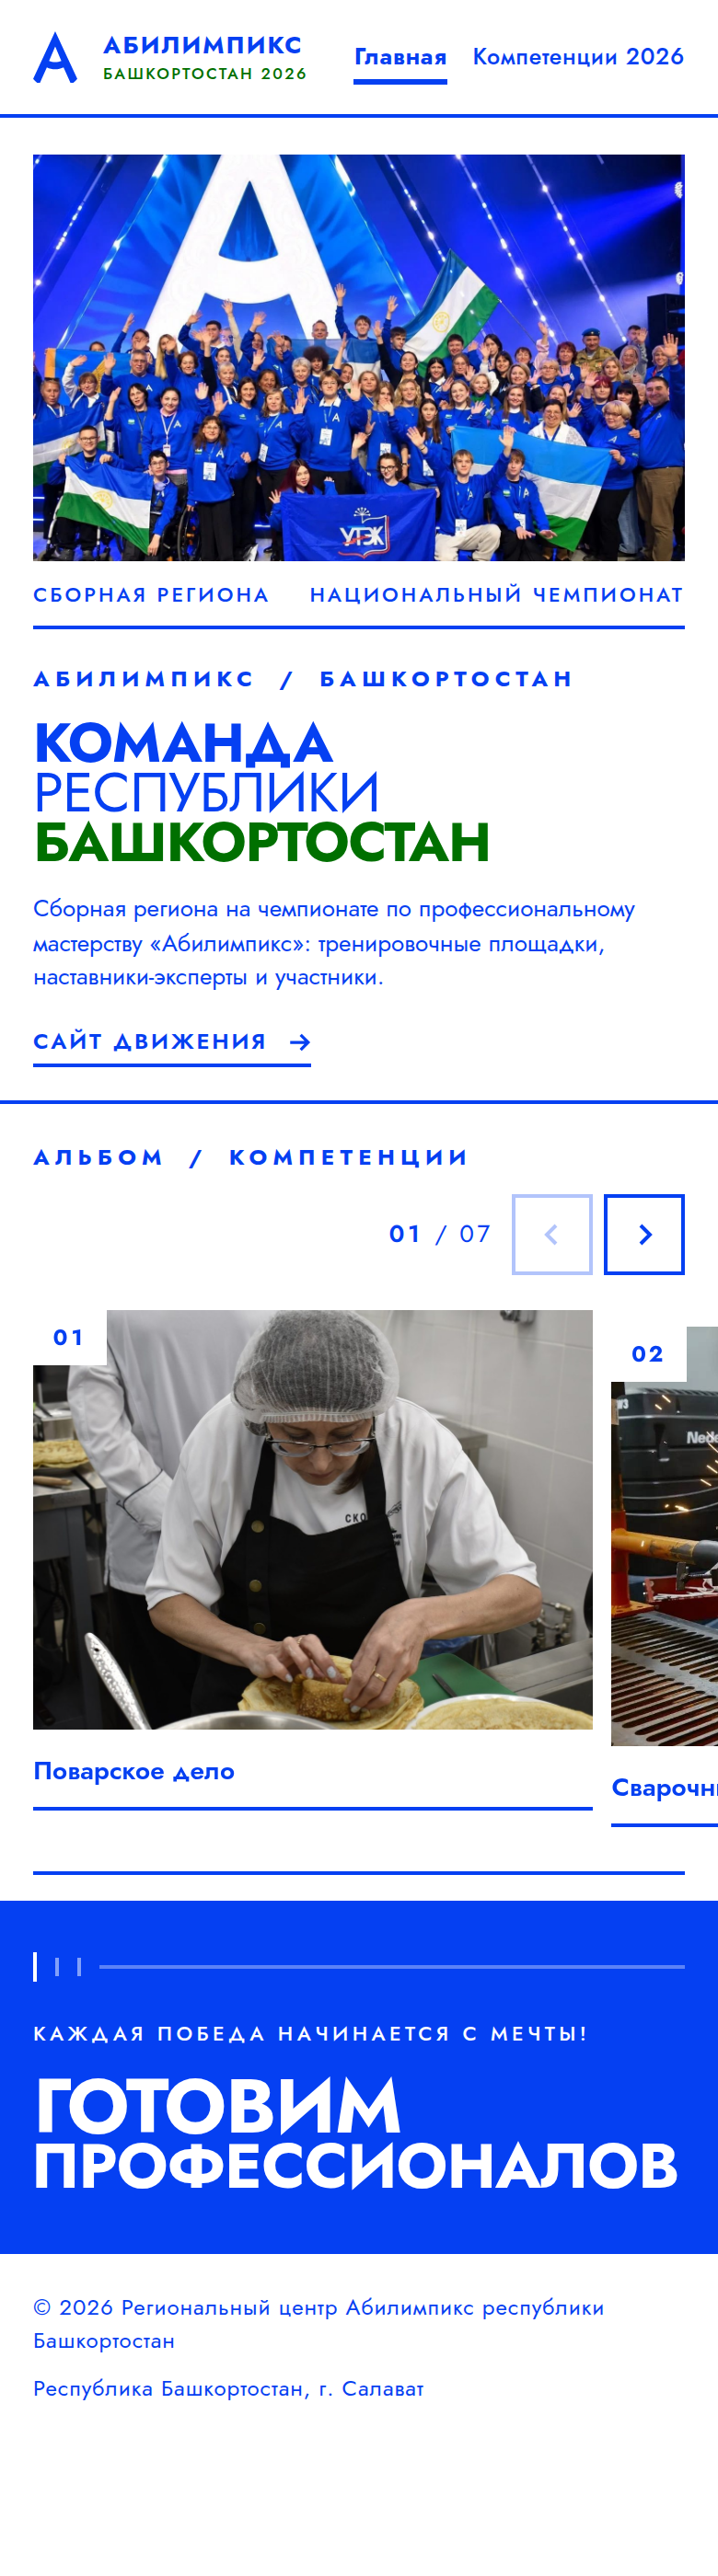 АБИЛИМПИКС
БАШКОРТОСТАН 2026
Главная
Компетенции 2026
А
УТЭК
СБОРНАЯ РЕГИОНА
НАЦИОНАЛЬНЫЙ ЧЕМПИОНАТ
АБИЛИМПИКС / БАШКОРТОСТАН
КОМАНДА
РЕСПУБЛИКИ
БАШКОРТОСТАН
Сборная региона на чемпионате по профессиональному
мастерству «Абилимпикс»: тренировочные площадки,
наставники-эксперты и участники.
САЙТ ДВИЖЕНИЯ →
АЛЬБОМ / КОМПЕТЕНЦИИ
01 / 07
01
02
Поварское дело
КАЖДАЯ ПОБЕДА НАЧИНАЕТСЯ С МЕЧТЫ!
ГОТОВИМ
ПРОФЕССИОНАЛОВ
© 2026 Региональный центр Абилимпикс республики
Башкортостан
Республика Башкортостан, г. Салават